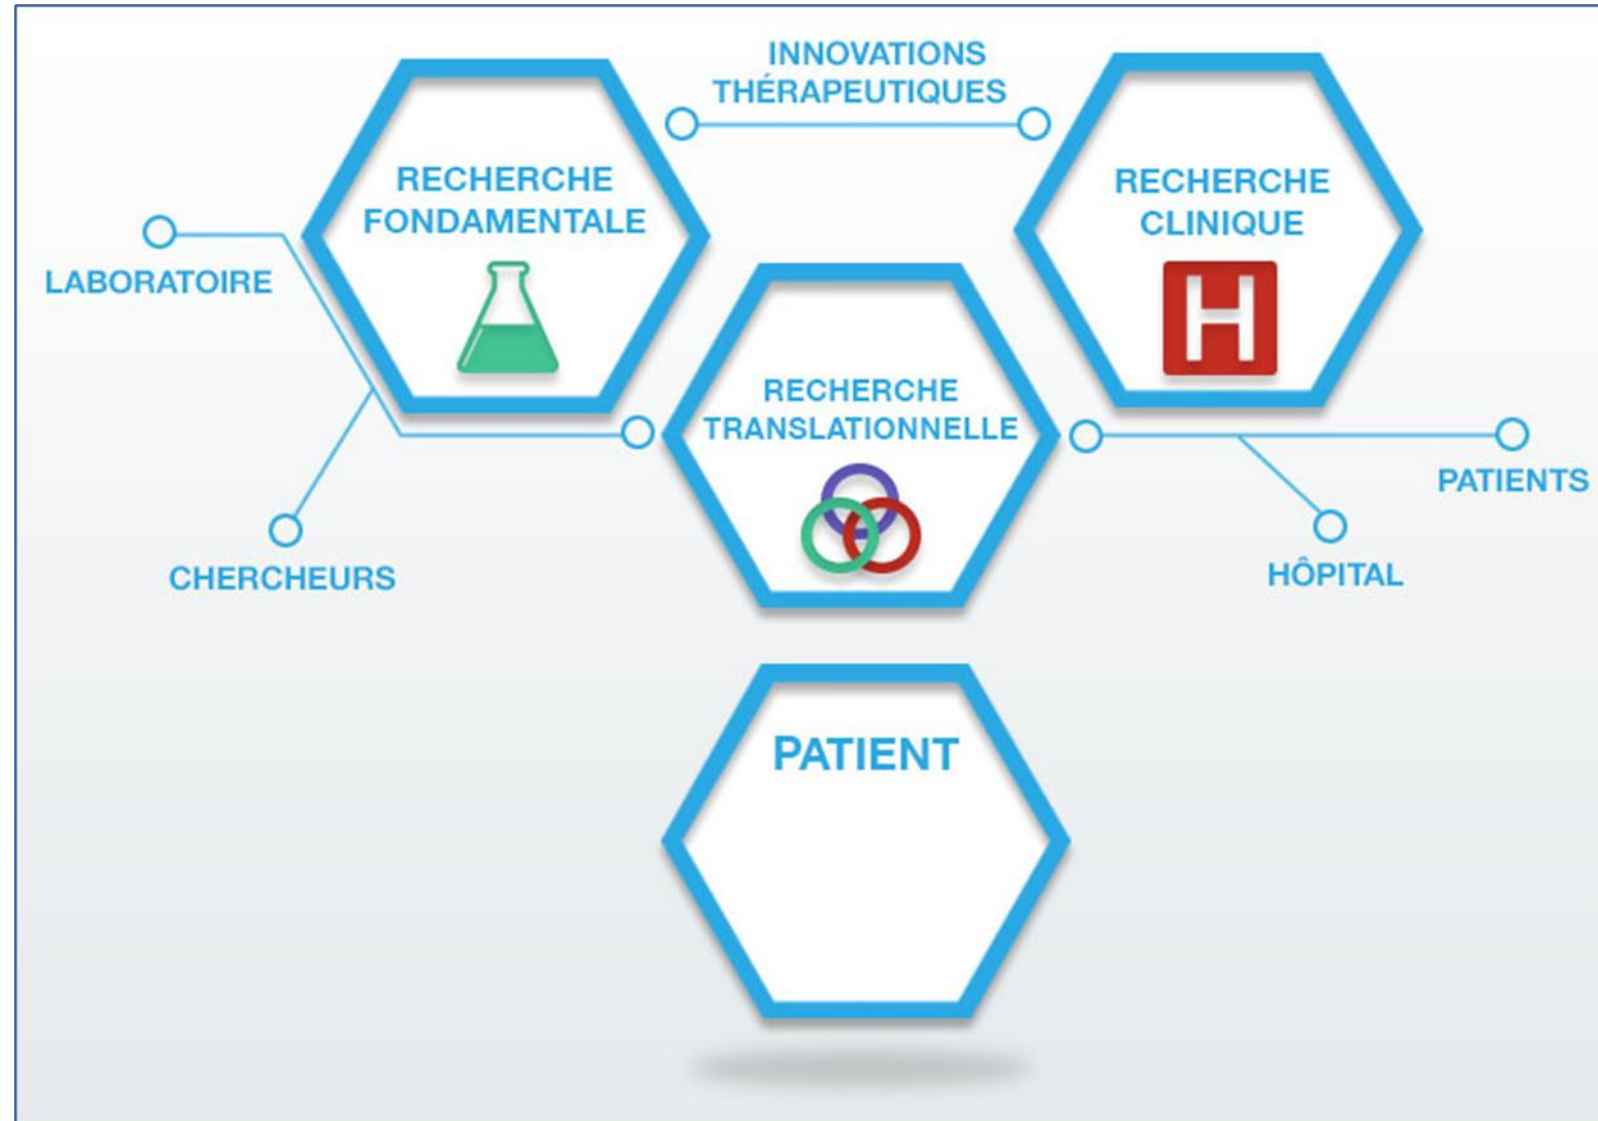 INNOVATIONS
THÉRAPEUTIQUES
RECHERCHE
FONDAMENTALE
RECHERCHE
CLINIQUE
H
LABORATOIRE
RECHERCHE
TRANSLATIONNELLE
PATIENTS
CHERCHEURS
HÔPITAL
PATIENT